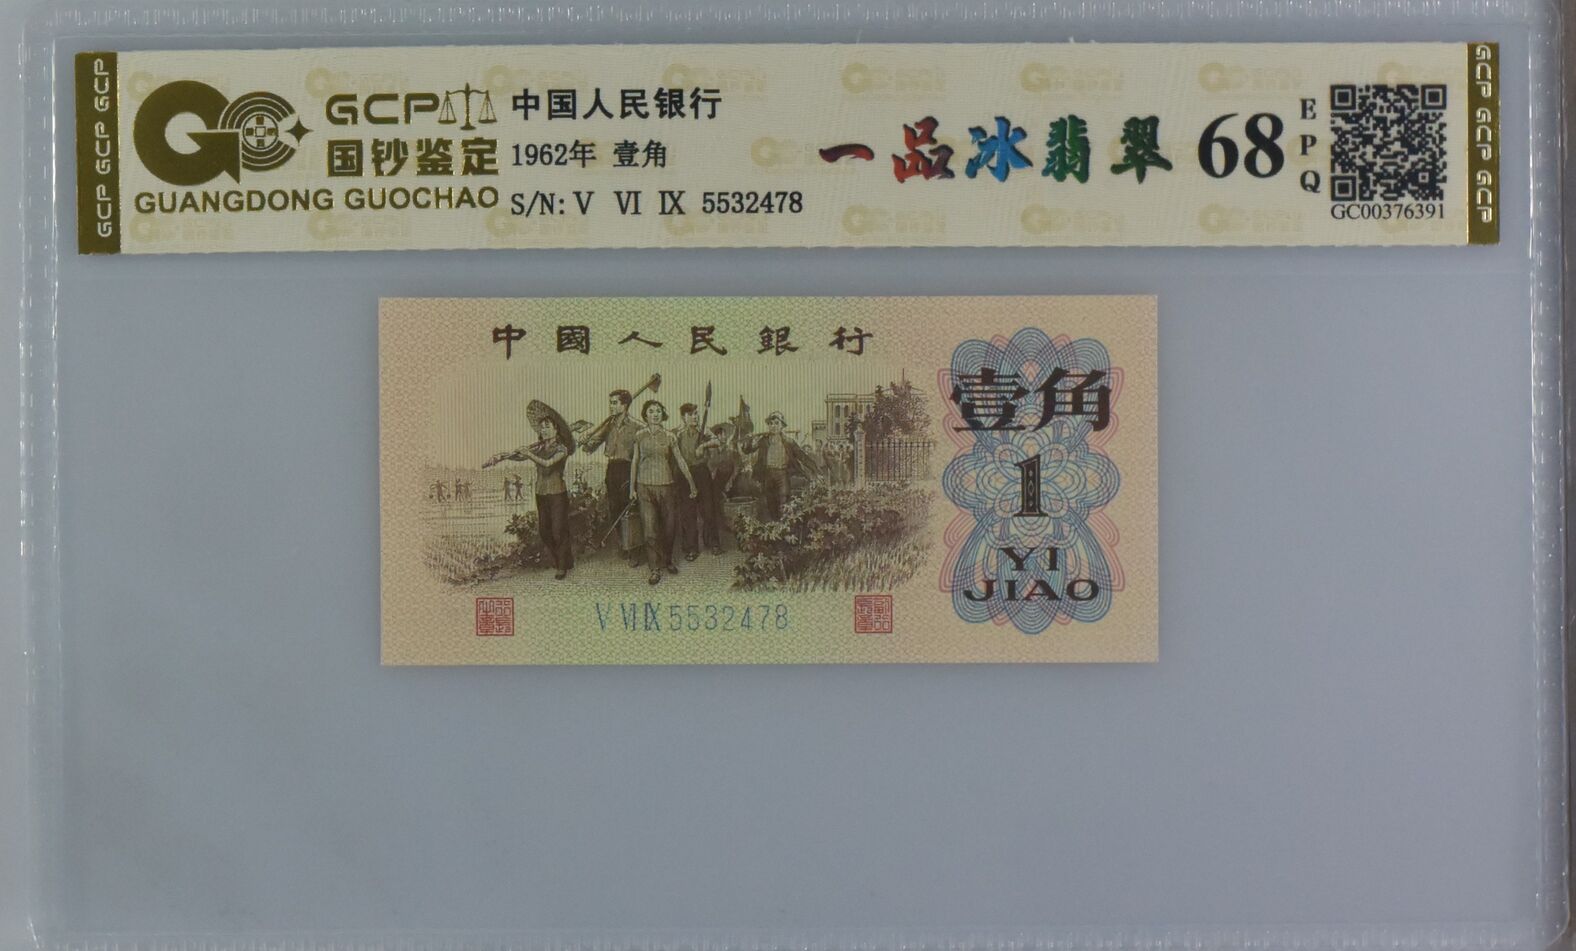 GCP GCP GCP
GCP
国钞鉴定
GUANGDONG GUOCHAO
中国人民银行
1962年 壹角
S/N: V VI IX 5532478
一品冰翡翠
68
EPQ
GC00376391
GCP GCP GCP
中國人民銀行
壹角
1
YI
JIAO
V VI IX 5532478